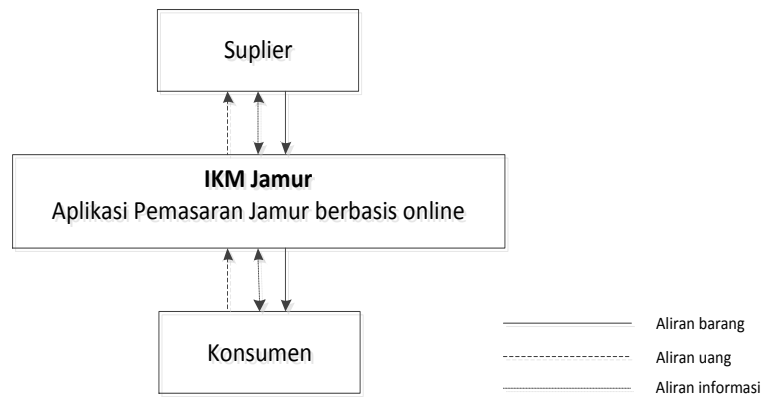 Suplier
IKM Jamur
Aplikasi Pemasaran Jamur berbasis online
Konsumen
Aliran barang
Aliran uang
Aliran informasi